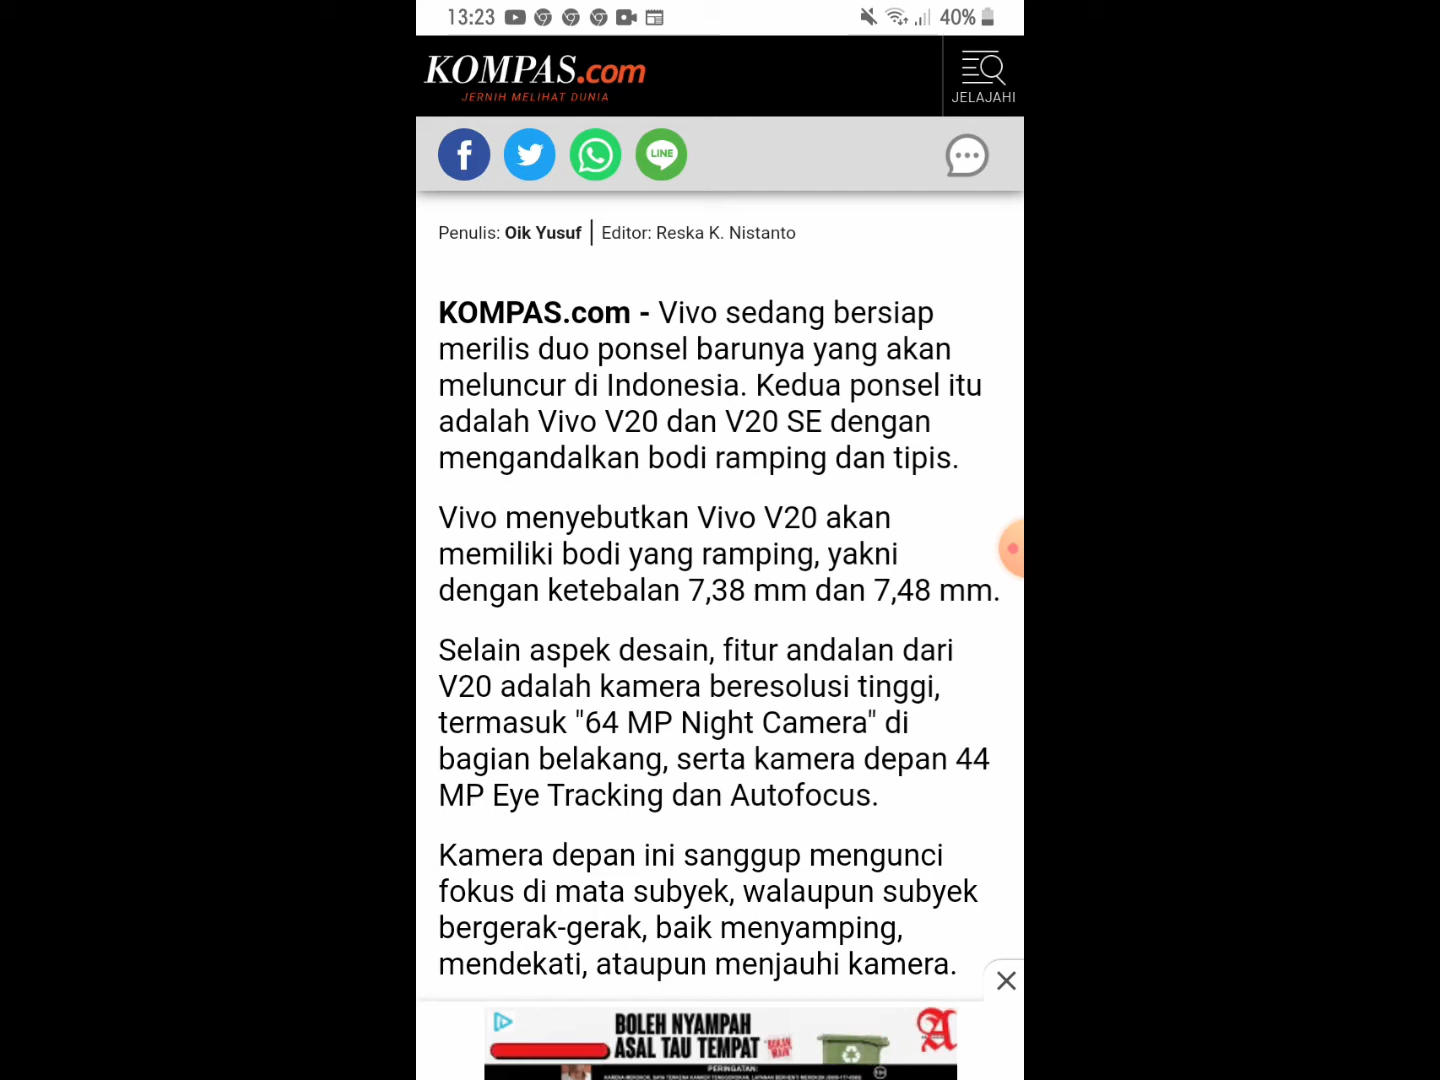 13:23
40%
KOMPAS.com
JERNIH MELIHAT DUNIA
JELAJAHI
LINE
Penulis: Oik Yusuf | Editor: Reska K. Nistanto
KOMPAS.com - Vivo sedang bersiap
merilis duo ponsel barunya yang akan
meluncur di Indonesia. Kedua ponsel itu
adalah Vivo V20 dan V20 SE dengan
mengandalkan bodi ramping dan tipis.
Vivo menyebutkan Vivo V20 akan
memiliki bodi yang ramping, yakni
dengan ketebalan 7,38 mm dan 7,48 mm.
Selain aspek desain, fitur andalan dari
V20 adalah kamera beresolusi tinggi,
termasuk "64 MP Night Camera" di
bagian belakang, serta kamera depan 44
MP Eye Tracking dan Autofocus.
Kamera depan ini sanggup mengunci
fokus di mata subyek, walaupun subyek
bergerak-gerak, baik menyamping,
mendekati, ataupun menjauhi kamera.
BOLEH NYAMPAH
ASAL TAU TEMPAT
BUKAN MAIN
A
PERINGATAN: